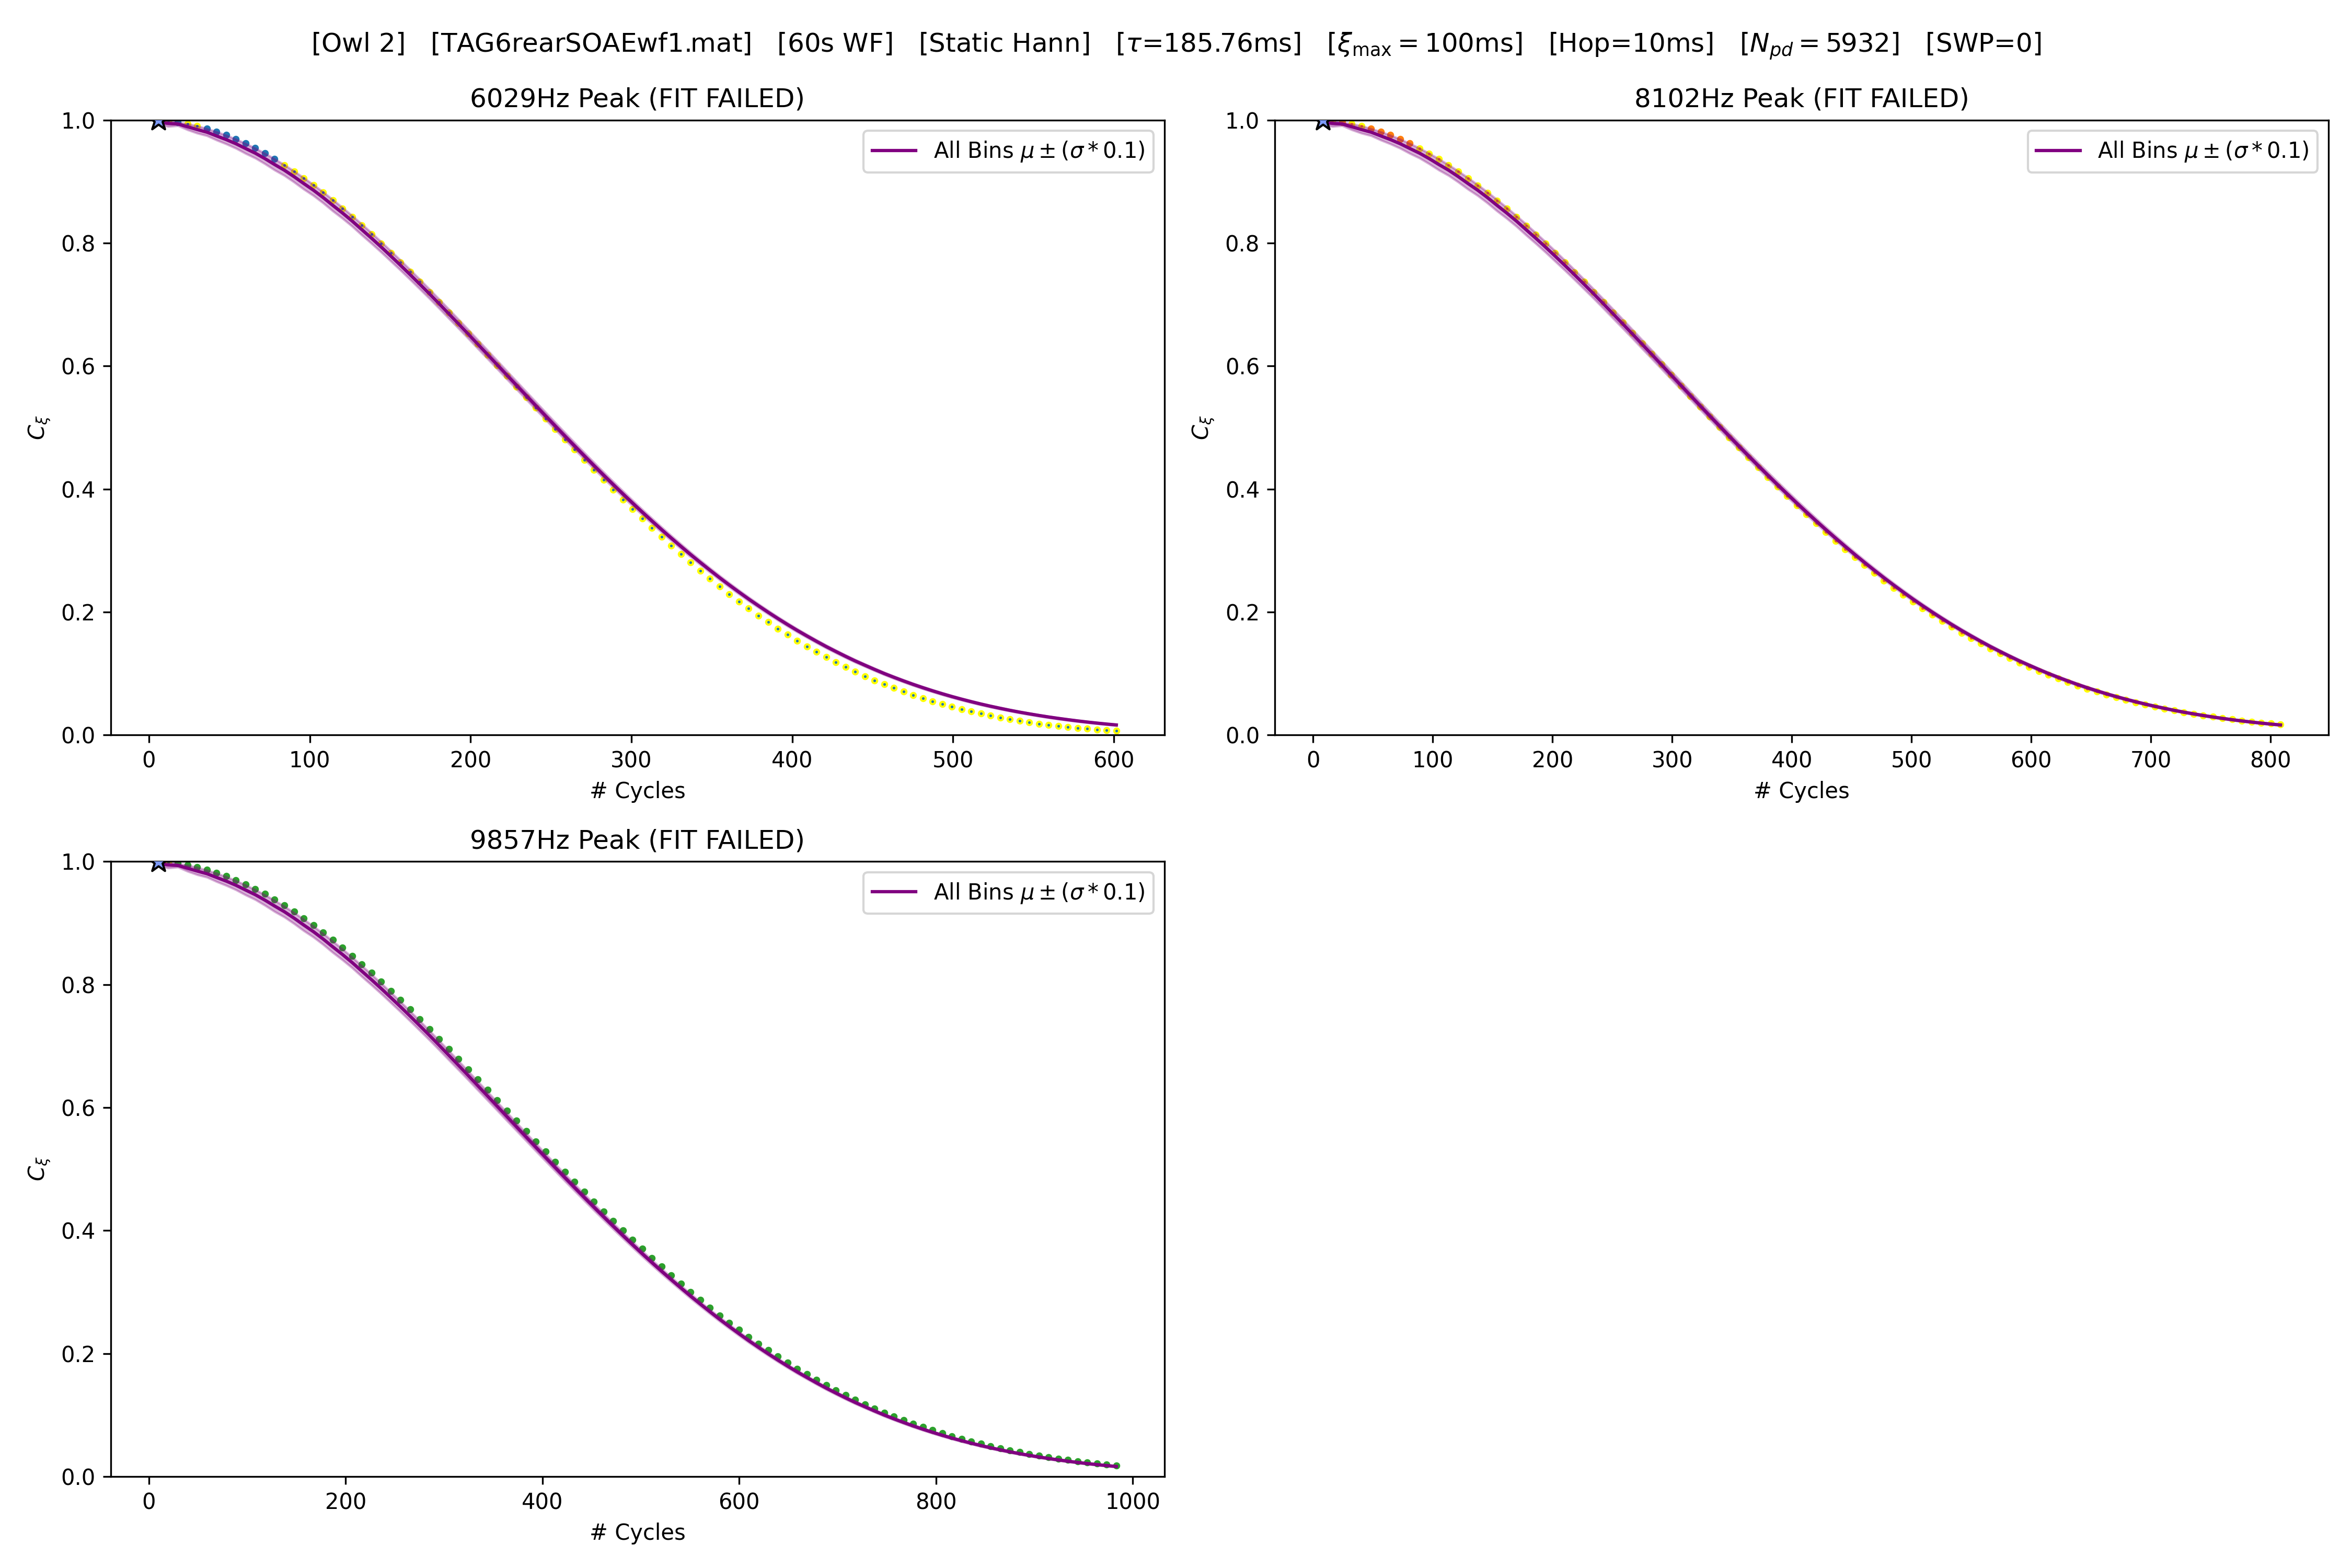 [Owl 2] [TAG6rearSOAEwf1.mat] [60s WF] [Static Hann] [τ=185.76ms] [ξmax = 100ms] [Hop=10ms] [Npd = 5932] [SWP=0]
6029Hz Peak (FIT FAILED)
1.0
0.8
0.6
0.4
0.2
0.0
Cξ
All Bins μ ± (σ * 0.1)
0 100 200 300 400 500 600
# Cycles
8102Hz Peak (FIT FAILED)
1.0
0.8
0.6
0.4
0.2
0.0
Cξ
All Bins μ ± (σ * 0.1)
0 100 200 300 400 500 600 700 800
# Cycles
9857Hz Peak (FIT FAILED)
1.0
0.8
0.6
0.4
0.2
0.0
Cξ
All Bins μ ± (σ * 0.1)
0 200 400 600 800 1000
# Cycles